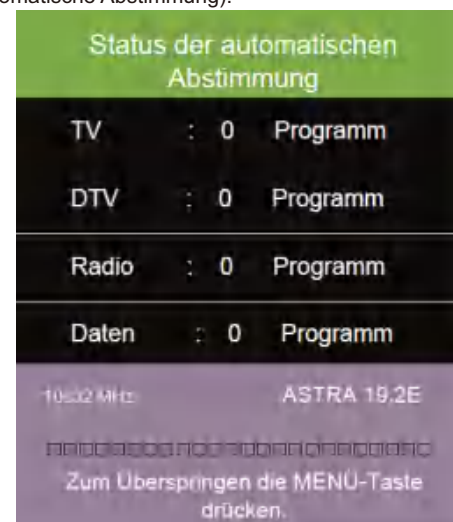 omatische Abstimmung).
Status der automatischen
Abstimmung
TV : 0 Programm
DTV : 0 Programm
Radio : 0 Programm
Daten : 0 Programm
MHz ASTRA 19.2E
Zum Überspringen die MENÜ-Taste
drücken.